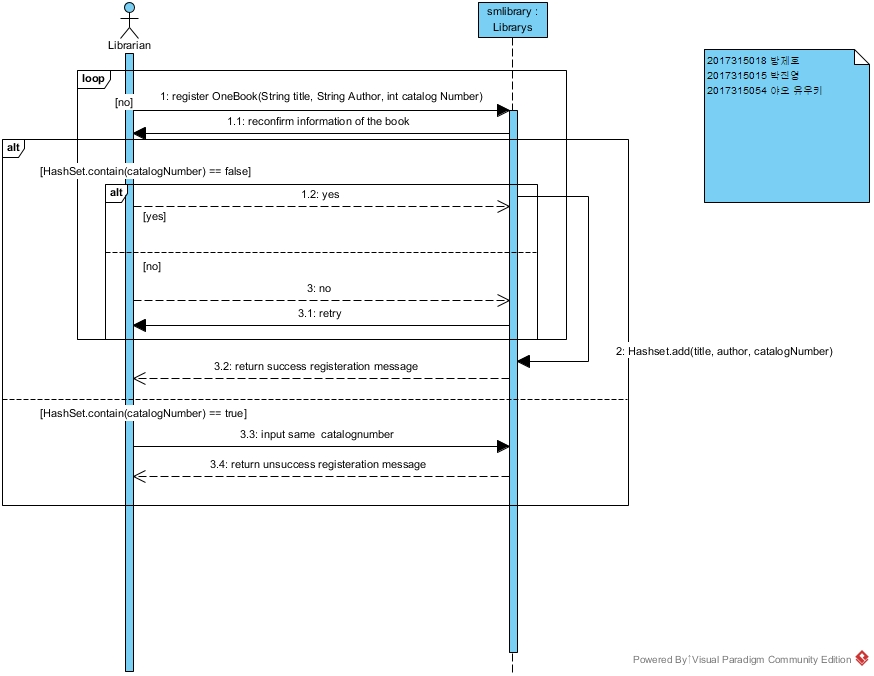 smlibrary :
Librarys
Librarian
2017315018 방제호
2017315015 박진영
2017315054 야오 유우키
loop
[no]
1: register OneBook(String title, String Author, int catalog Number)
1.1: reconfirm information of the book
alt
[HashSet.contain(catalogNumber) == false]
alt
1.2: yes
[yes]
[no]
3: no
3.1: retry
2: Hashset.add(title, author, catalogNumber)
3.2: return success registeration message
[HashSet.contain(catalogNumber) == true]
3.3: input same catalognumber
3.4: return unsuccess registeration message
Powered By Visual Paradigm Community Edition